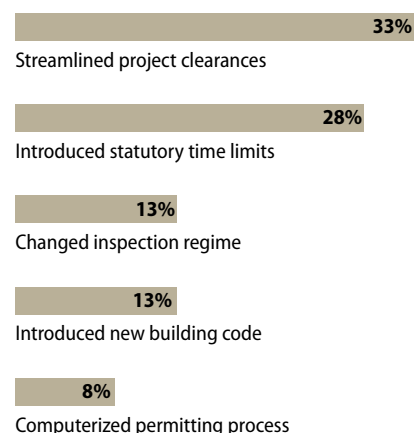 33%
Streamlined project clearances
28%
Introduced statutory time limits
13%
Changed inspection regime
13%
Introduced new building code
8%
Computerized permitting process